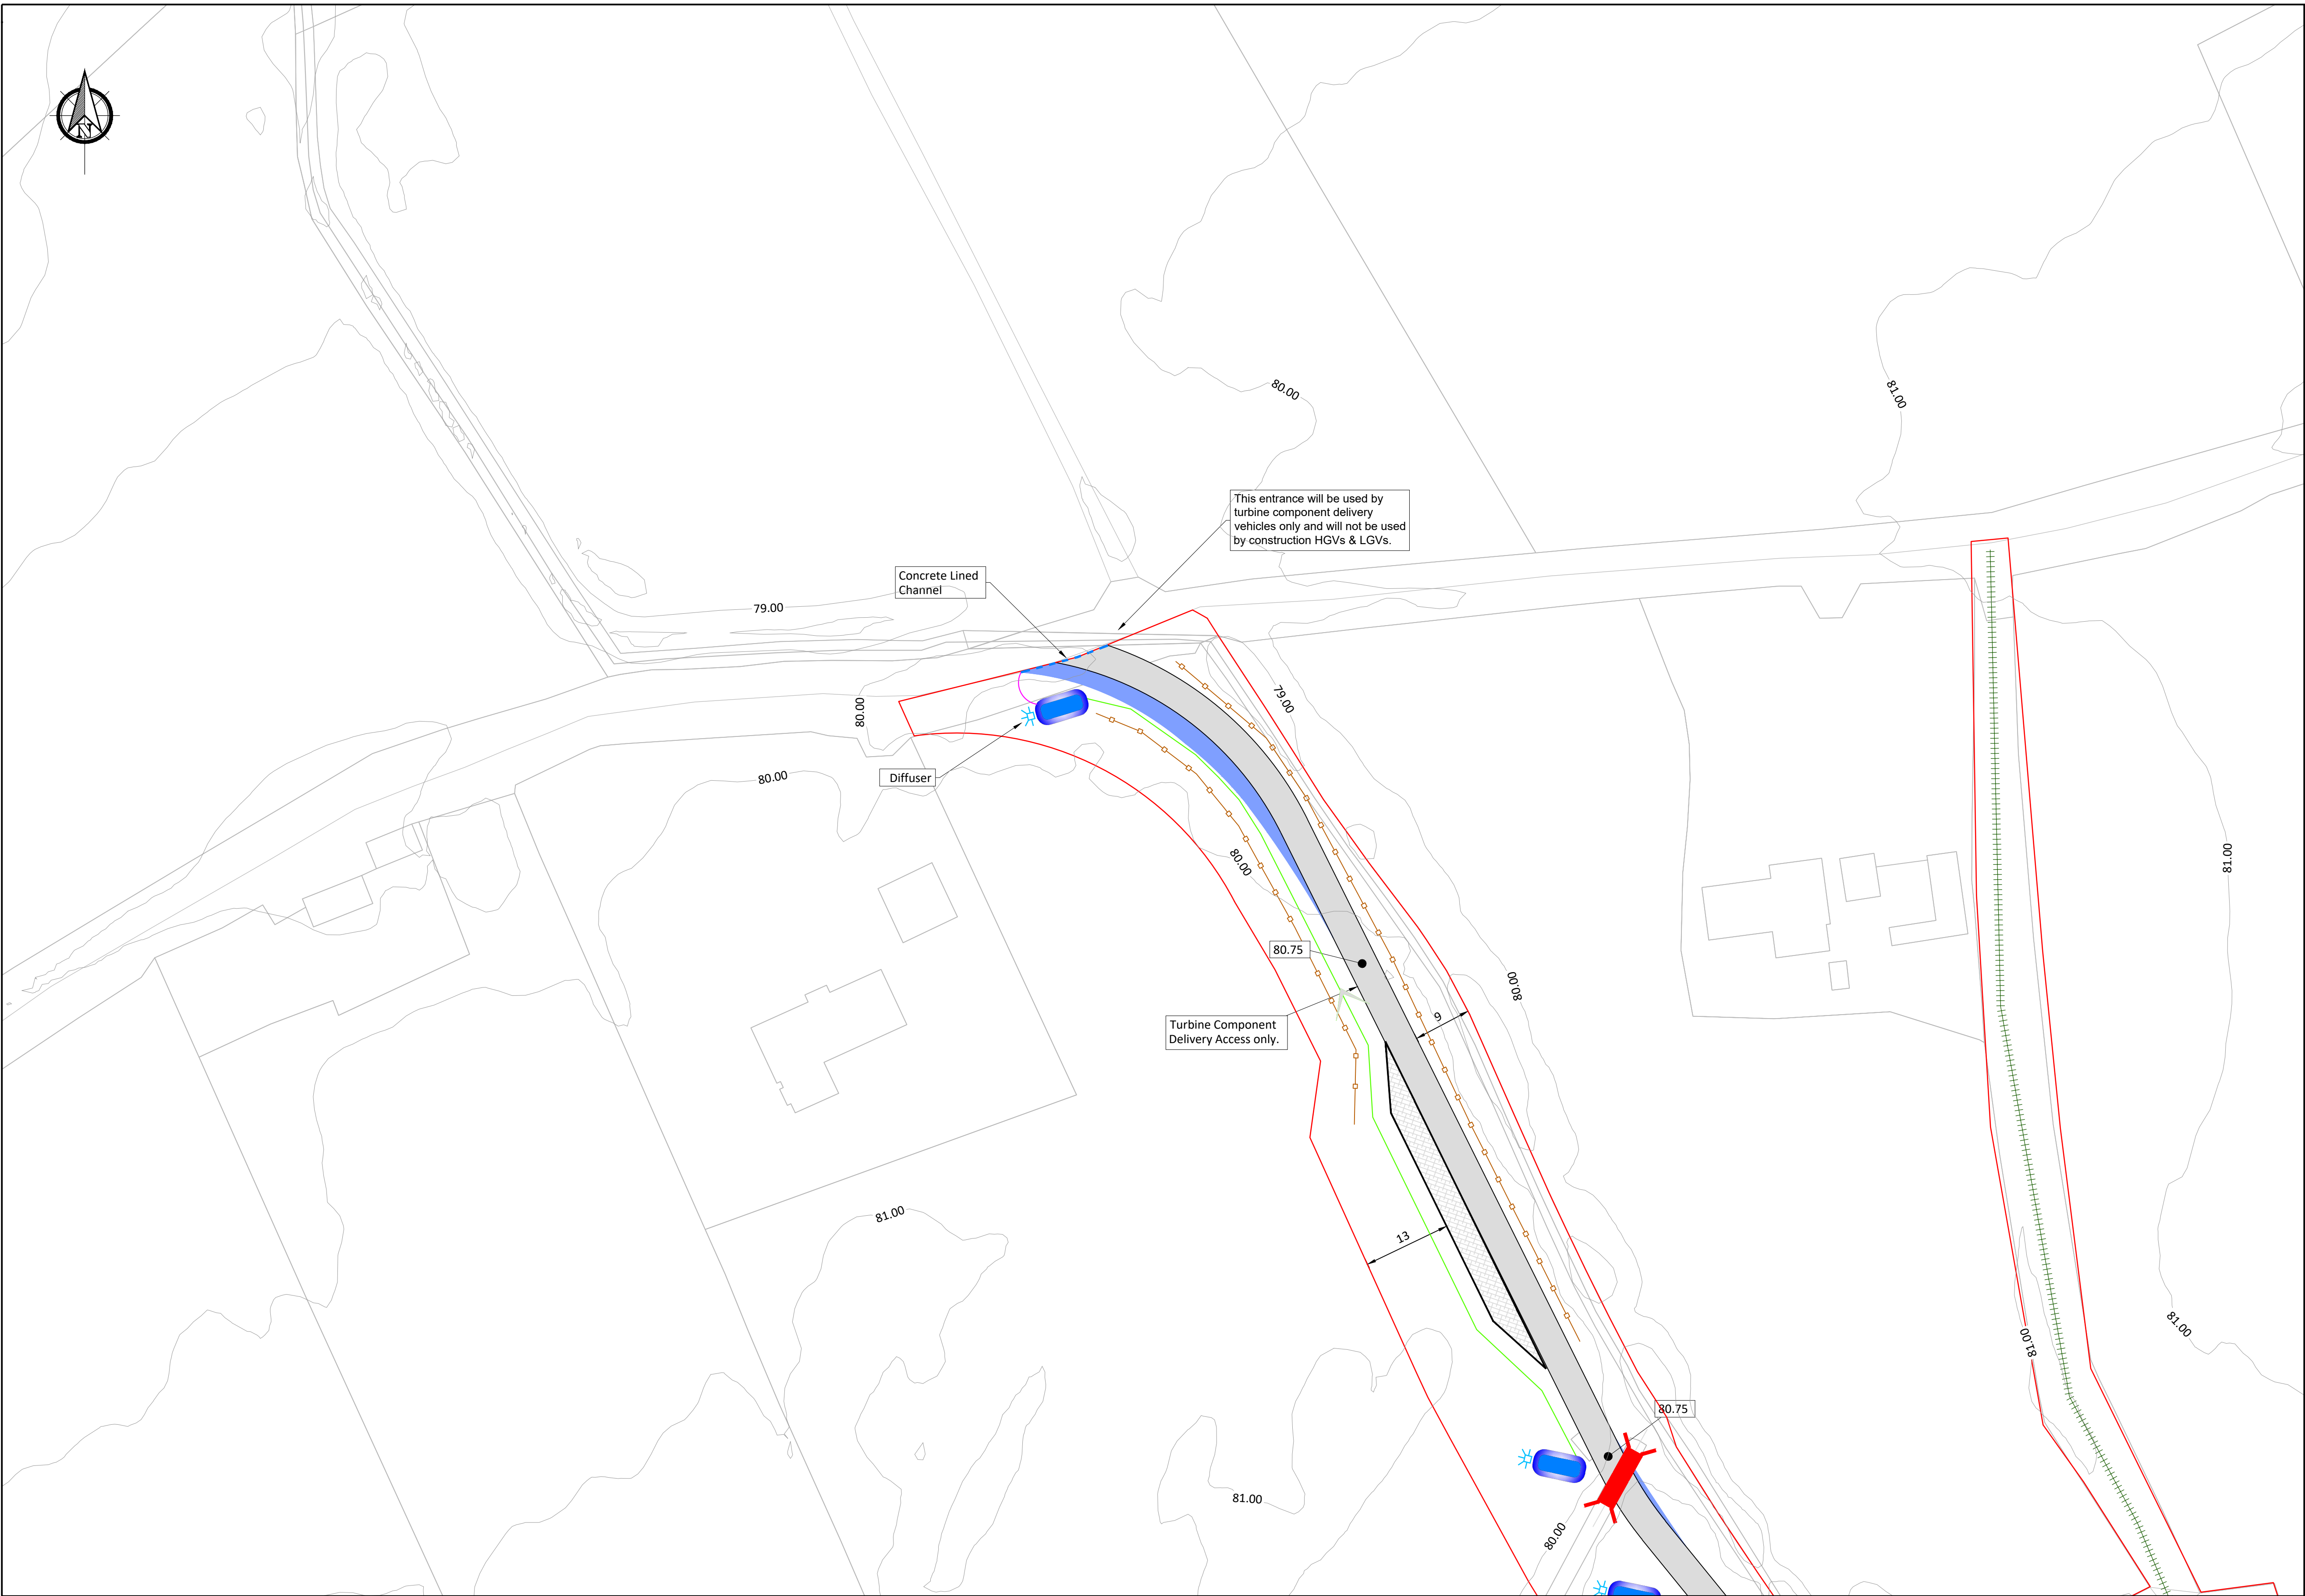 N
80.00
81.00
This entrance will be used by
turbine component delivery
vehicles only and will not be used
by construction HGVs & LGVs.
Concrete Lined
Channel
79.00
79.00
80.00
80.00
Diffuser
80.00
81.00
80.75
80.00
Turbine Component
Delivery Access only.
9
81.00
13
81.00
81.00
80.75
81.00
80.00